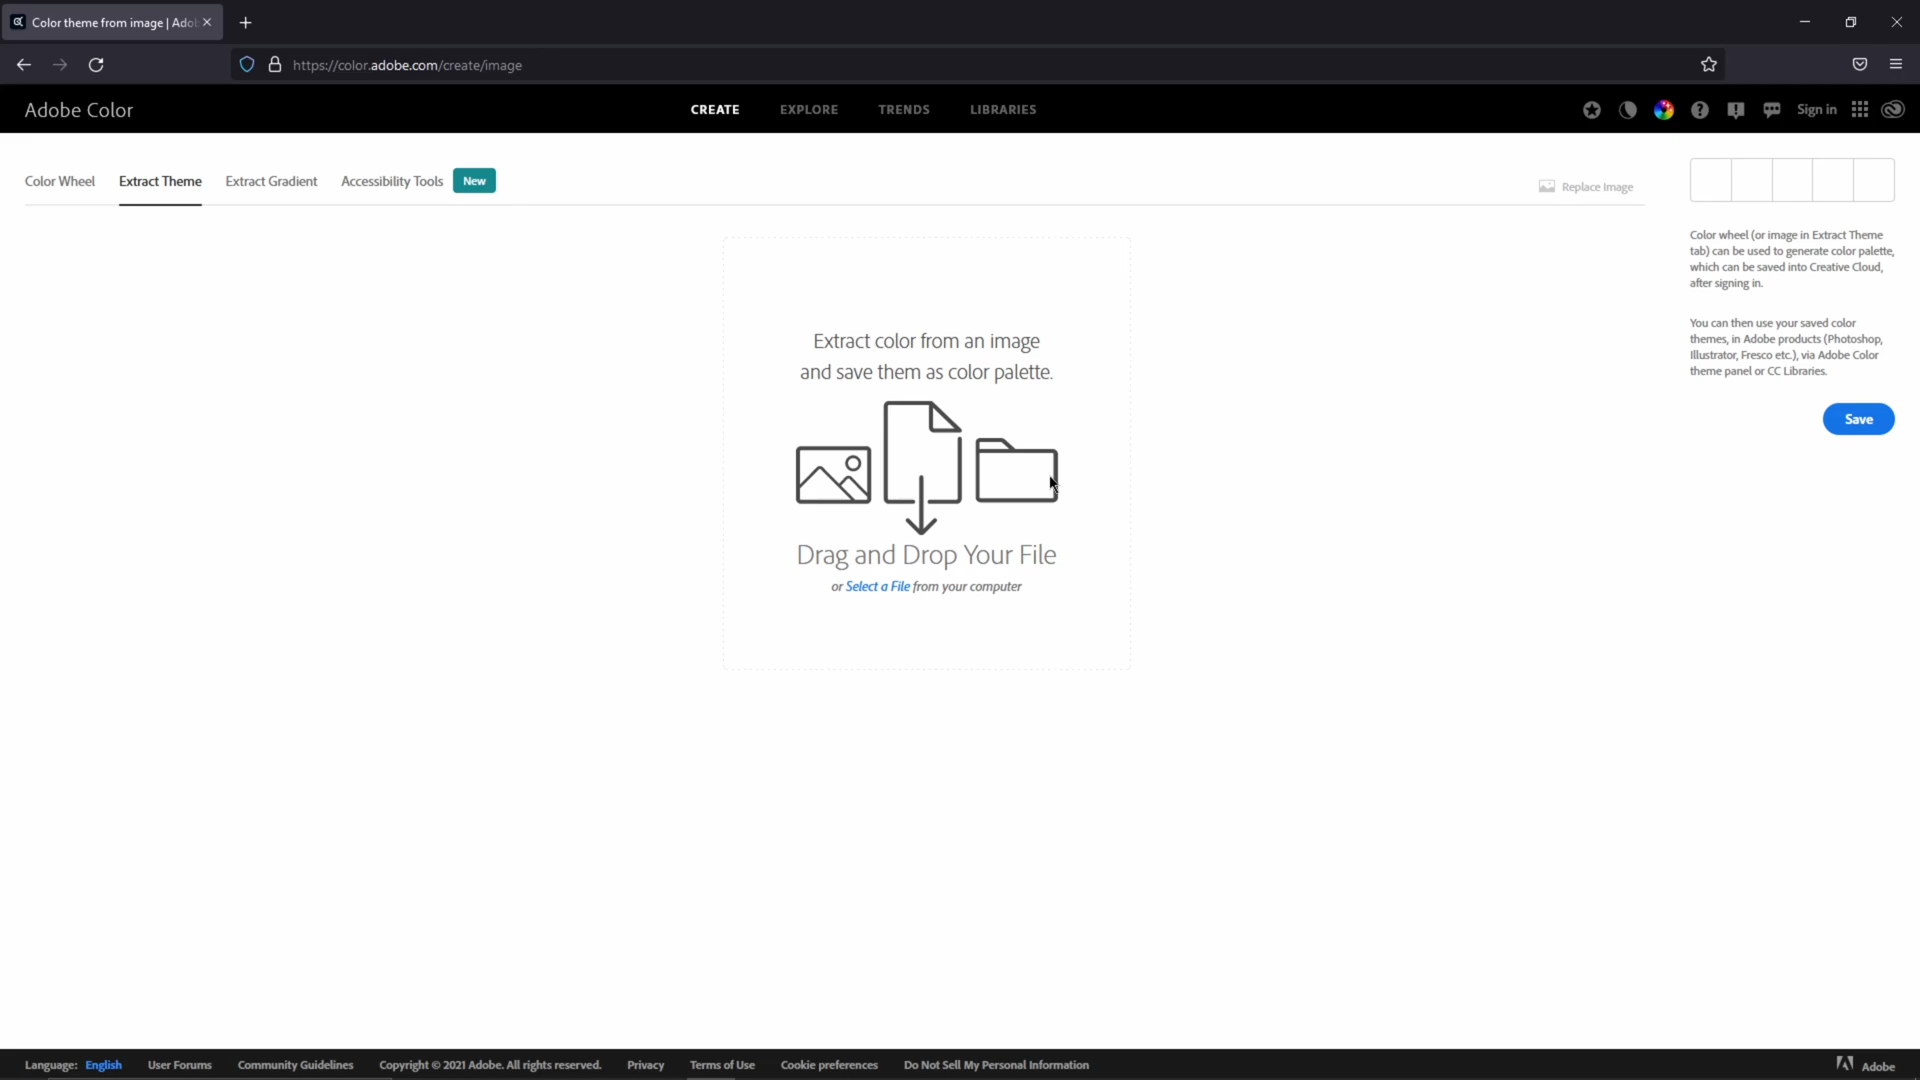 Color theme from image | Ado
https://color.adobe.com/create/image
Adobe Color
CREATE
EXPLORE
TRENDS
LIBRARIES
Sign in
Color Wheel
Extract Theme
Extract Gradient
Accessibility Tools
New
Replace Image
Color wheel (or image in Extract Theme
tab) can be used to generate color palette,
which can be saved into Creative Cloud,
after signing in.
You can then use your saved color
themes, in Adobe products (Photoshop,
Illustrator, Fresco etc.), via Adobe Color
theme panel or CC Libraries.
Save
Extract color from an image
and save them as color palette.
Drag and Drop Your File
or Select a File from your computer
Language: English
User Forums
Community Guidelines
Copyright © 2021 Adobe. All rights reserved.
Privacy
Terms of Use
Cookie preferences
Do Not Sell My Personal Information
Adobe